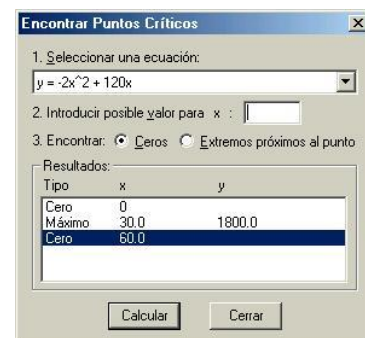 Encontrar Puntos Críticos
1. Seleccionar una ecuación:
y = -2x^2 + 120x
2. Introducir posible valor para x :
3. Encontrar: Ceros Extremos próximos al punto
Resultados:
Tipo x y
Cero 0
Máximo 30.0 1800.0
Cero 60.0
Calcular Cerrar